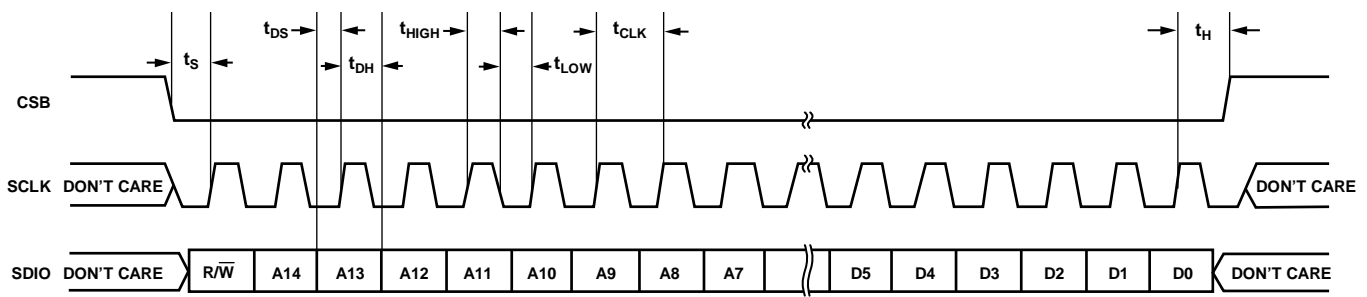 tDS
tHIGH
tCLK
tH
tS
tDH
tLOW
CSB
SCLK DON'T CARE
DON'T CARE
SDIO DON'T CARE
R/W̅ A14 A13 A12 A11 A10 A9 A8 A7 D5 D4 D3 D2 D1 D0
DON'T CARE